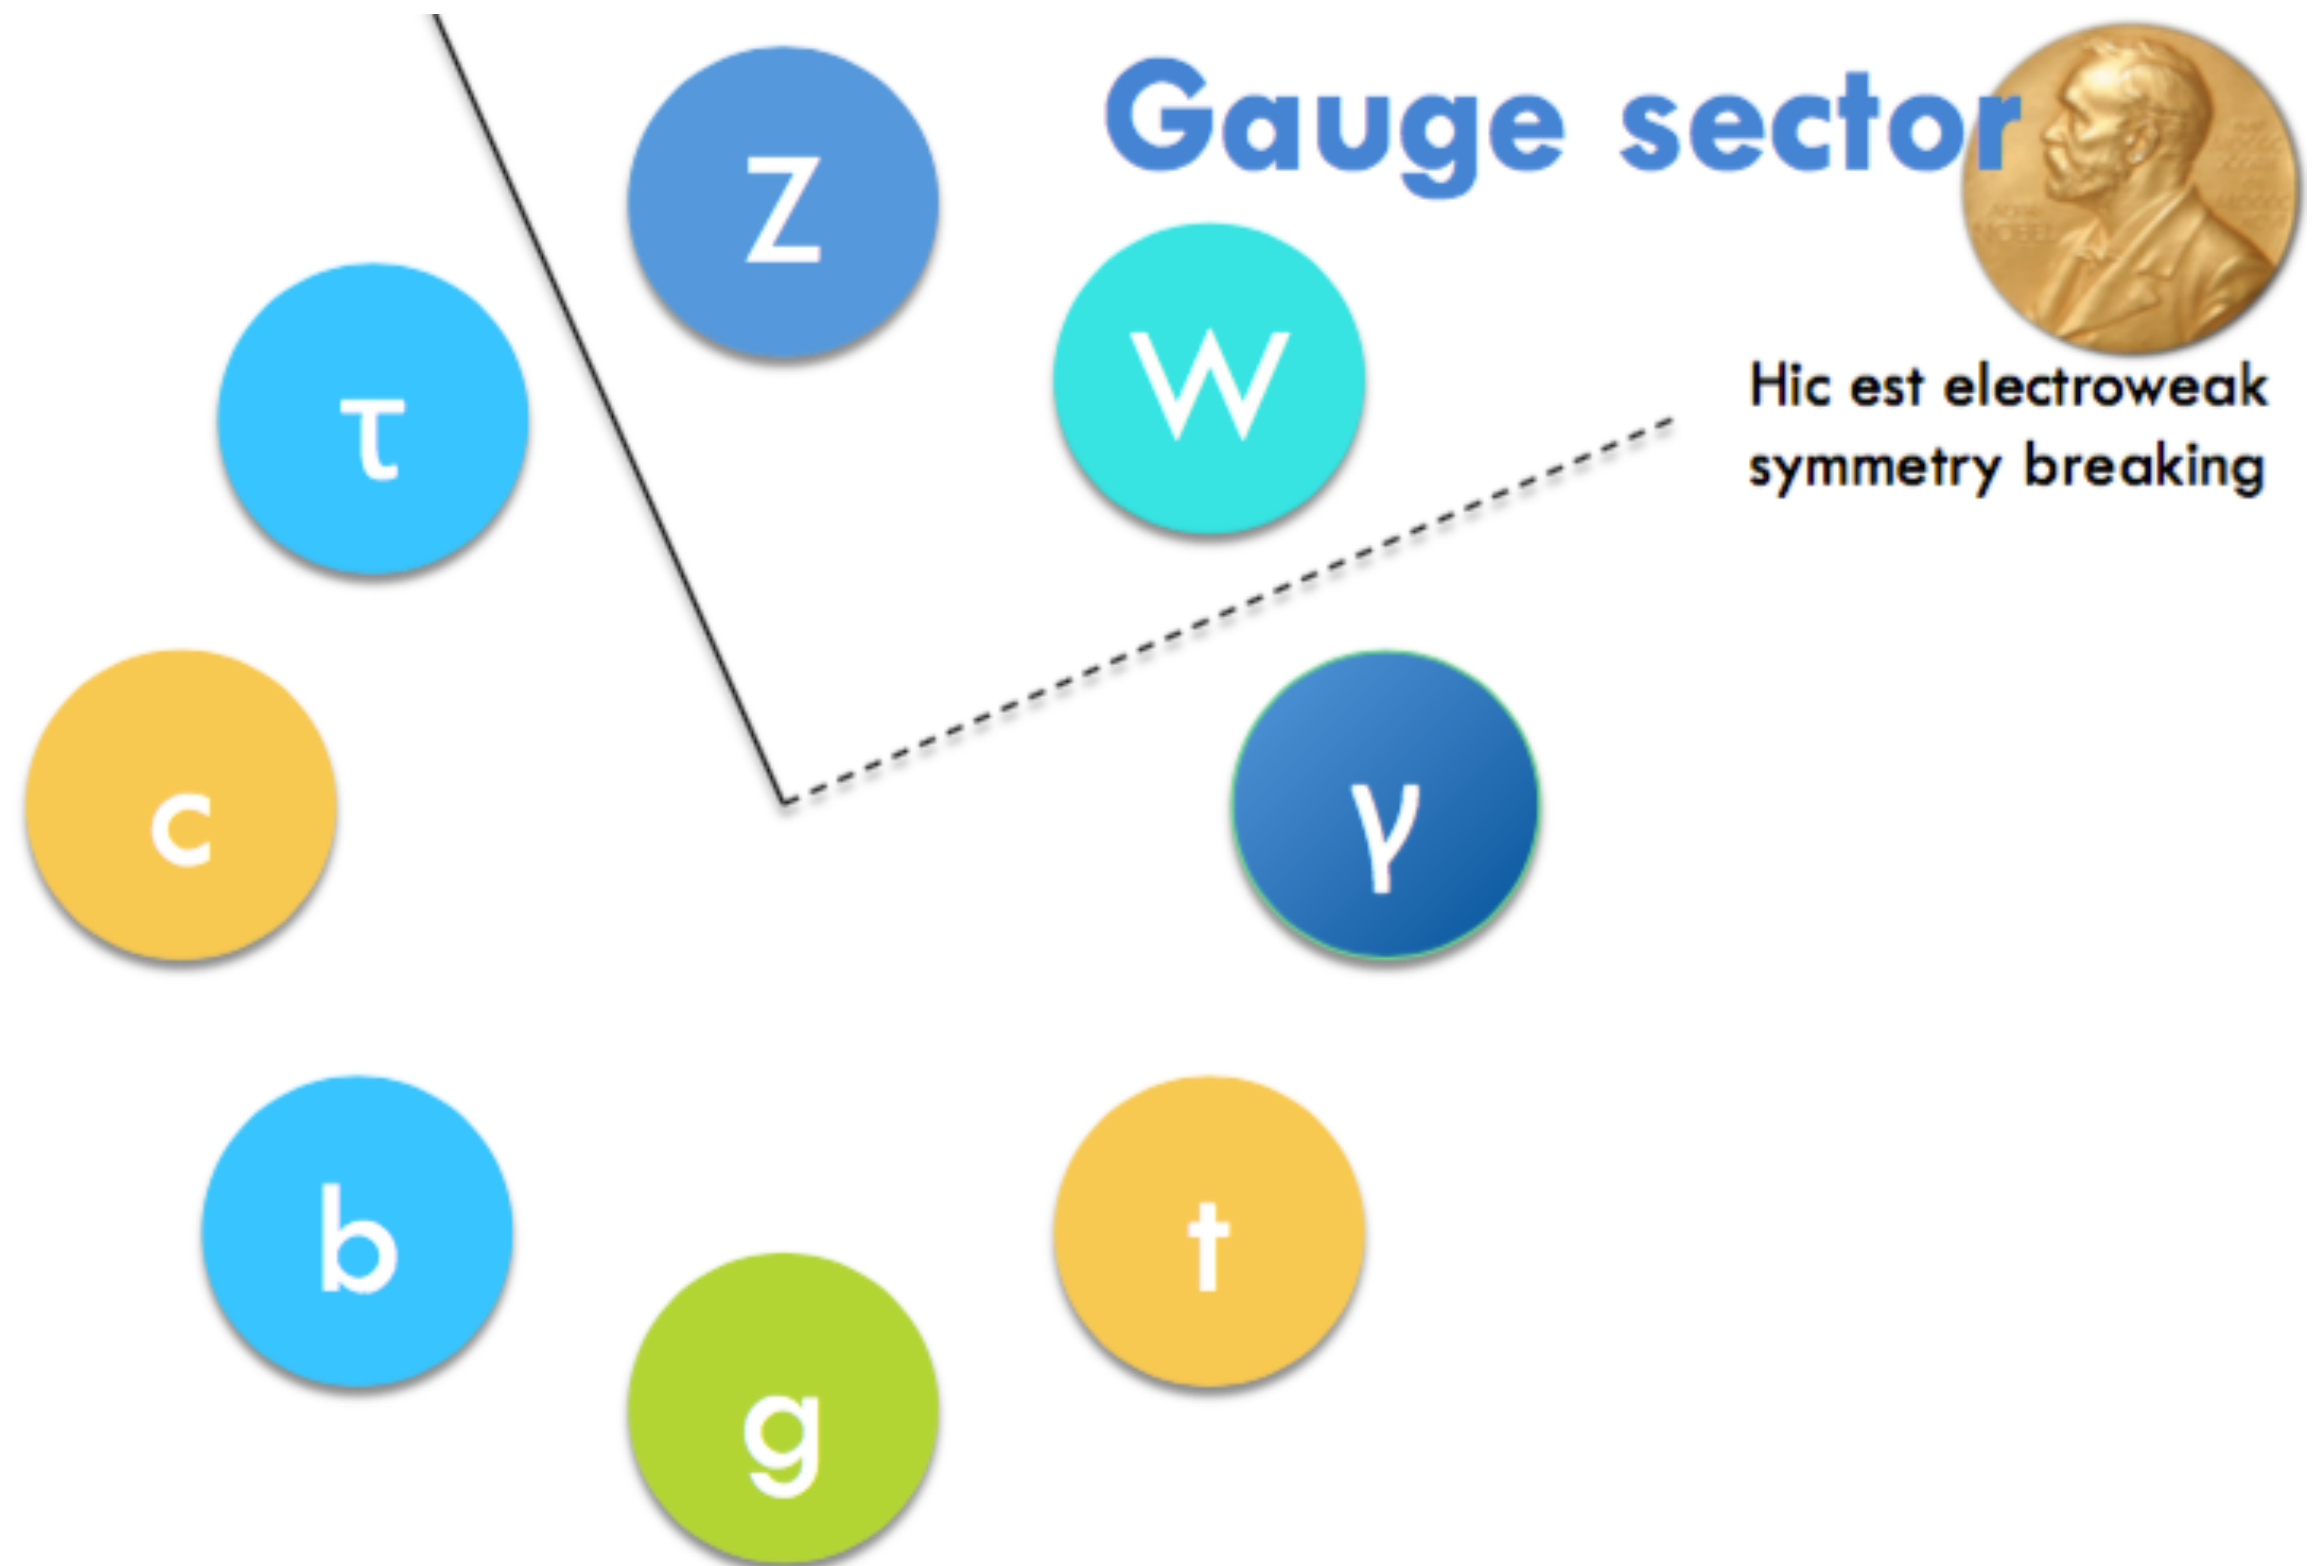 Gauge sector
Z
W
Hic est electroweak
symmetry breaking
τ
c
γ
b
t
g